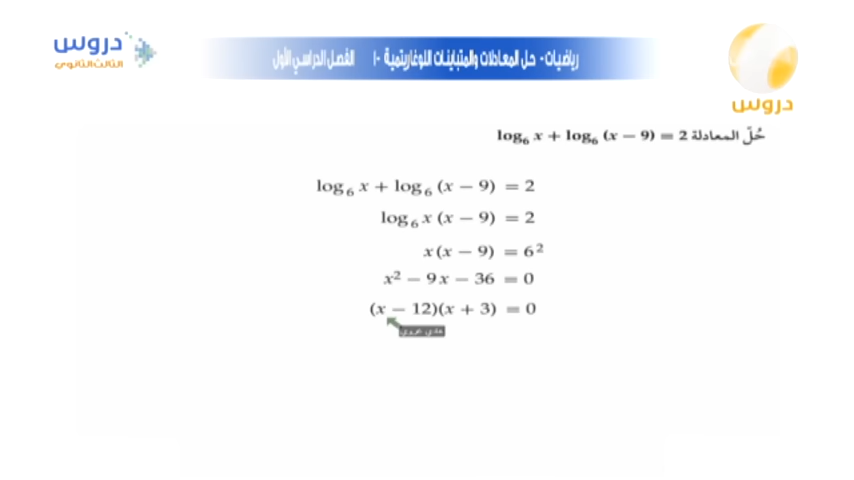 دروس
الثالث الثانوي
رياضيات - حل المعادلات والمتباينات اللوغاريتمية -١ الفصل الدراسي الأول
دروس
حُلّ المعادلة log₆ x + log₆ (x − 9) = 2
log₆ x + log₆ (x − 9) = 2
log₆ x (x − 9) = 2
x (x − 9) = 6²
x² − 9x − 36 = 0
(x − 12)(x + 3) = 0